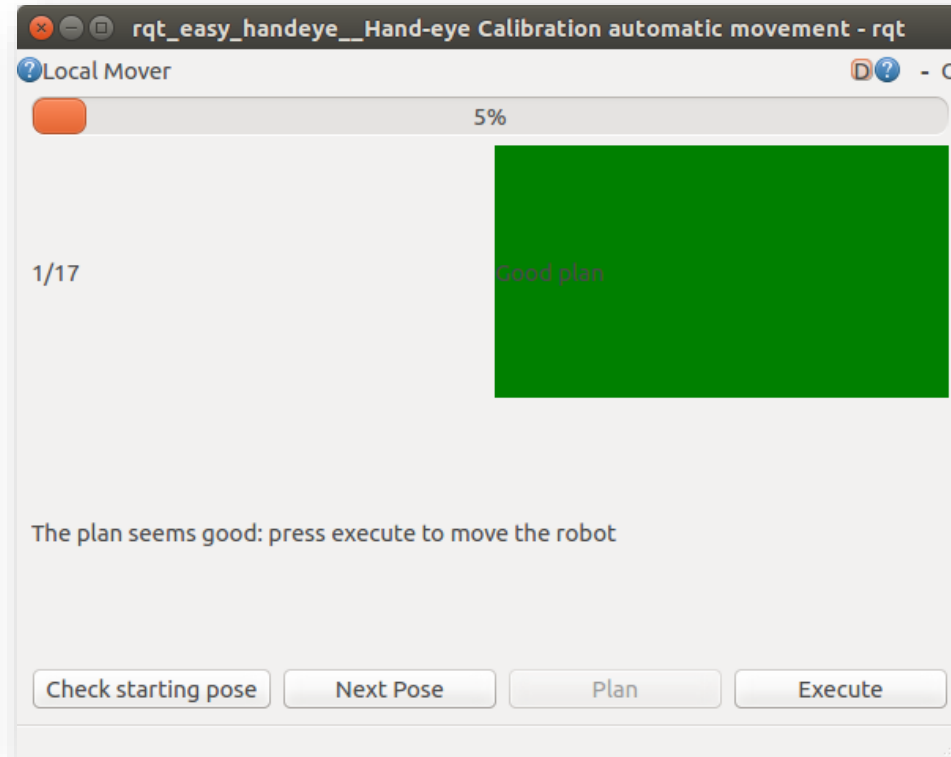 rqt_easy_handeye__Hand-eye Calibration automatic movement - rqt
Local Mover D ? - 
5%
1/17 Good plan
The plan seems good: press execute to move the robot
Check starting pose Next Pose Plan Execute